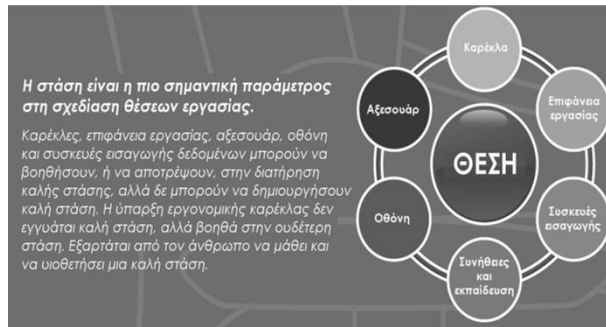 Η στάση είναι η πιο σημαντική παράμετρος
στη σχεδίαση θέσεων εργασίας.
Καρέκλες, επιφάνεια εργασίας, αξεσουάρ, οθόνη
και συσκευές εισαγωγής δεδομένων μπορούν να
βοηθήσουν, ή να αποτρέψουν, στην διατήρηση
καλής στάσης, αλλά δε μπορούν να δημιουργήσουν
καλή στάση. Η ύπαρξη εργονομικής καρέκλας δεν
εγγυάται καλή στάση, αλλά βοηθά στην ουδέτερη
στάση. Εξαρτάται από τον άνθρωπο να μάθει και
να υιοθετήσει μια καλή στάση.
Καρέκλα
Αξεσουάρ
Επιφάνεια
εργασίας
ΘΕΣΗ
Οθόνη
Συσκευές
εισαγωγής
Συνήθειες
και
εκπαίδευση